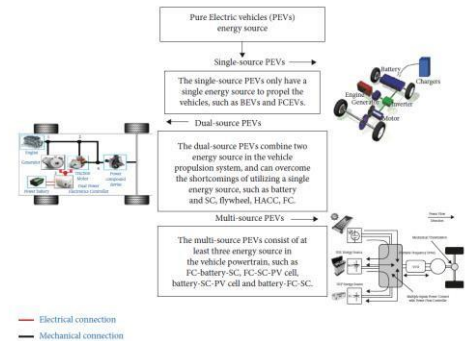 Pure Electric vehicles (PEVs)
energy source
Single-source PEVs
The single-source PEVs only have a
single energy source to propel the
vehicles, such as BEVs and FCEVs.
Battery
Chargers
Engine
Generator
Inverter
Motor
Dual-source PEVs
The dual-source PEVs combine two
energy source in the vehicle
propulsion system, and can overcome
the shortcomings of utilizing a single
energy source, such as battery
and SC, flywheel, HACC, FC.
Engine
Generator
Power battery
Multi-source PEVs
The multi-source PEVs consist of at
least three energy source in
the vehicle powertrain, such as
FC-battery-SC, FC-SC-PV cell,
battery-SC-PV cell and battery-FC-SC.
Electrical connection
Mechanical connection